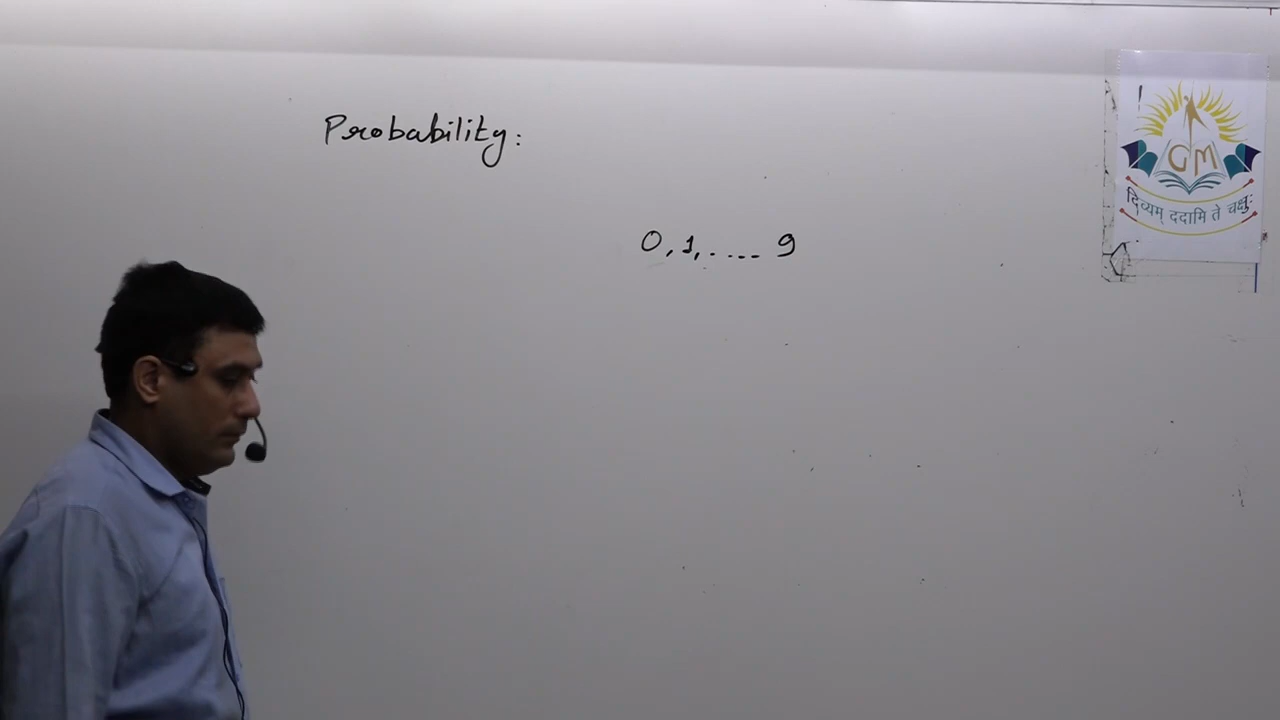 Probability:
0, 1, . ... 9
GM
दिव्यम् ददामि ते चक्षुः